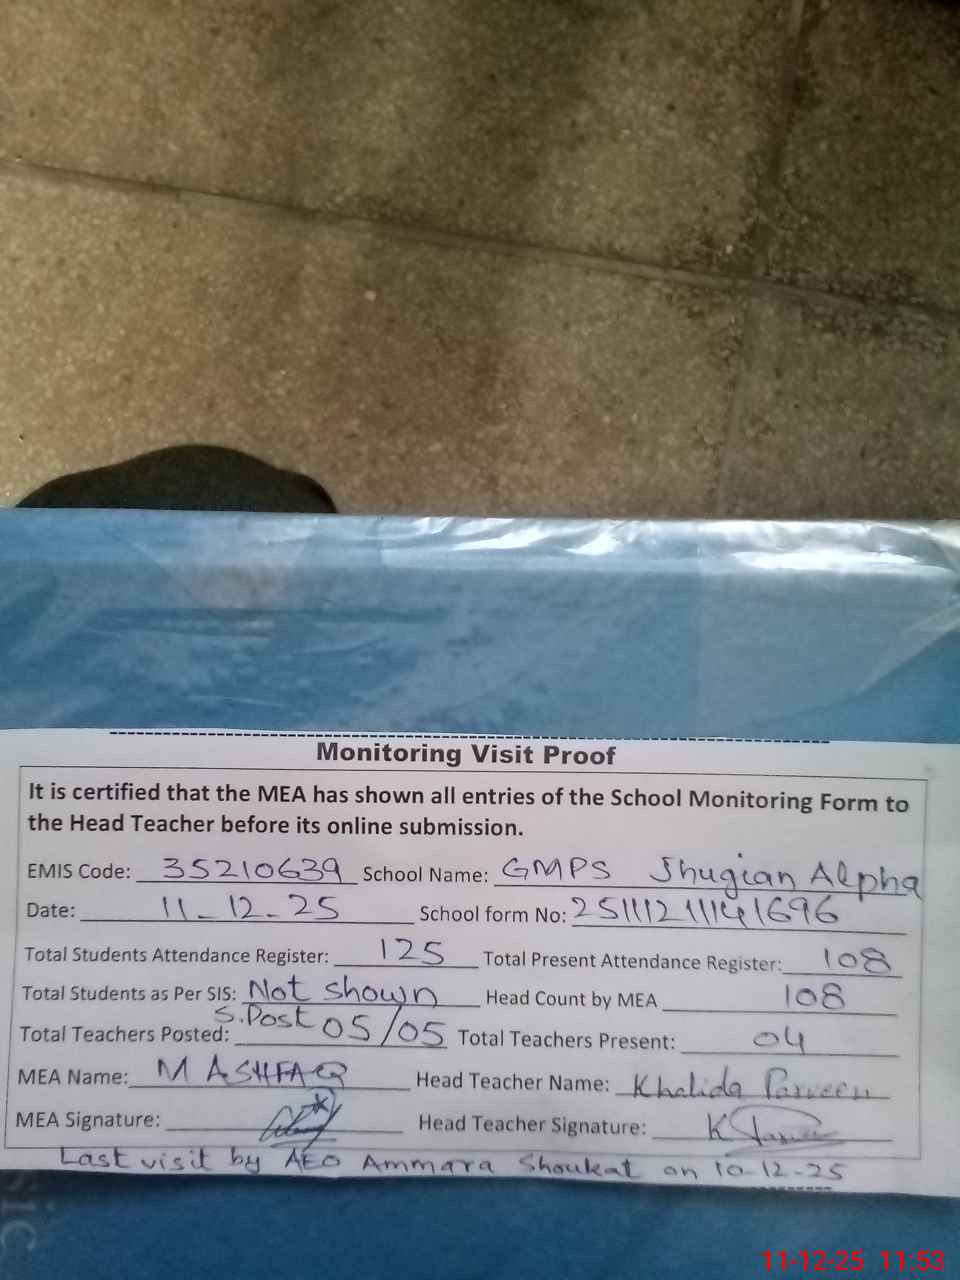 Monitoring Visit Proof
It is certified that the MEA has shown all entries of the School Monitoring Form to
the Head Teacher before its online submission.
EMIS Code: 35210639 School Name: GMPS Jhugian Alpha
Date: 11-12-25 School form No: 25111211141696
Total Students Attendance Register: 125 Total Present Attendance Register: 108
Total Students as Per SIS: Not shown Head Count by MEA 108
Total Teachers Posted: S.Post 05/05 Total Teachers Present: 04
MEA Name: M ASHFAQ Head Teacher Name: Khalida Parveen
MEA Signature: Head Teacher Signature:
Last visit by AEO Ammara Shoukat on 10-12-25
sic
11-12-25 11:53